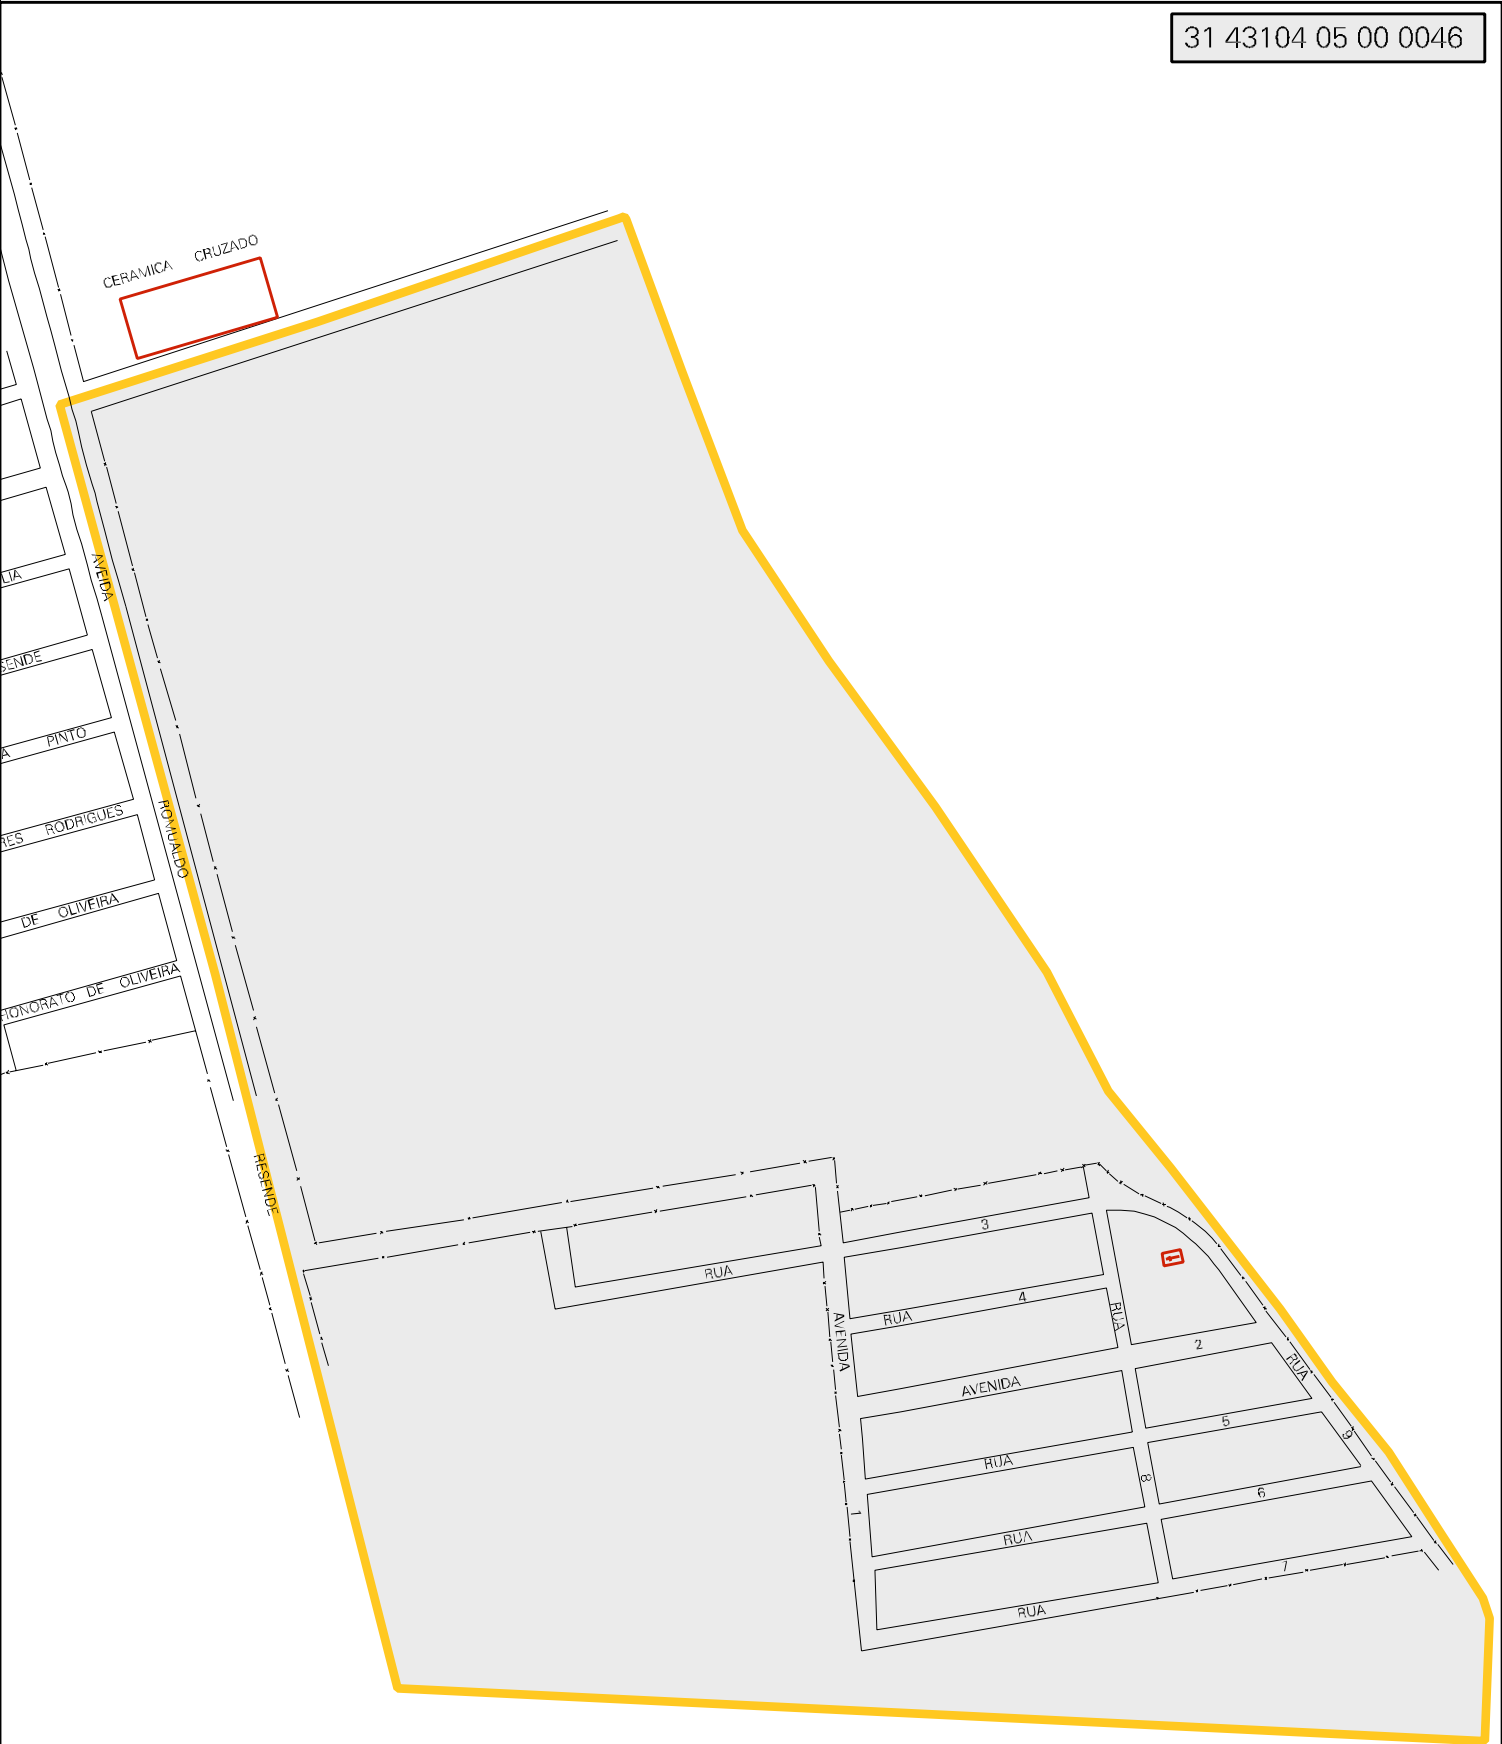 31 43104 05 00 0046
CERAMICA CRUZADO
AVEIDA
LIA
SENDE
A PINTO
ROMUALDO
RES RODRIGUES
DE OLIVEIRA
HONORATO DE OLIVEIRA
RESENDE
3
RUA
4
RUA
RUA
AVENIDA
2
RUA
AVENIDA
5
9
RUA
8
6
1
RUA
7
RUA